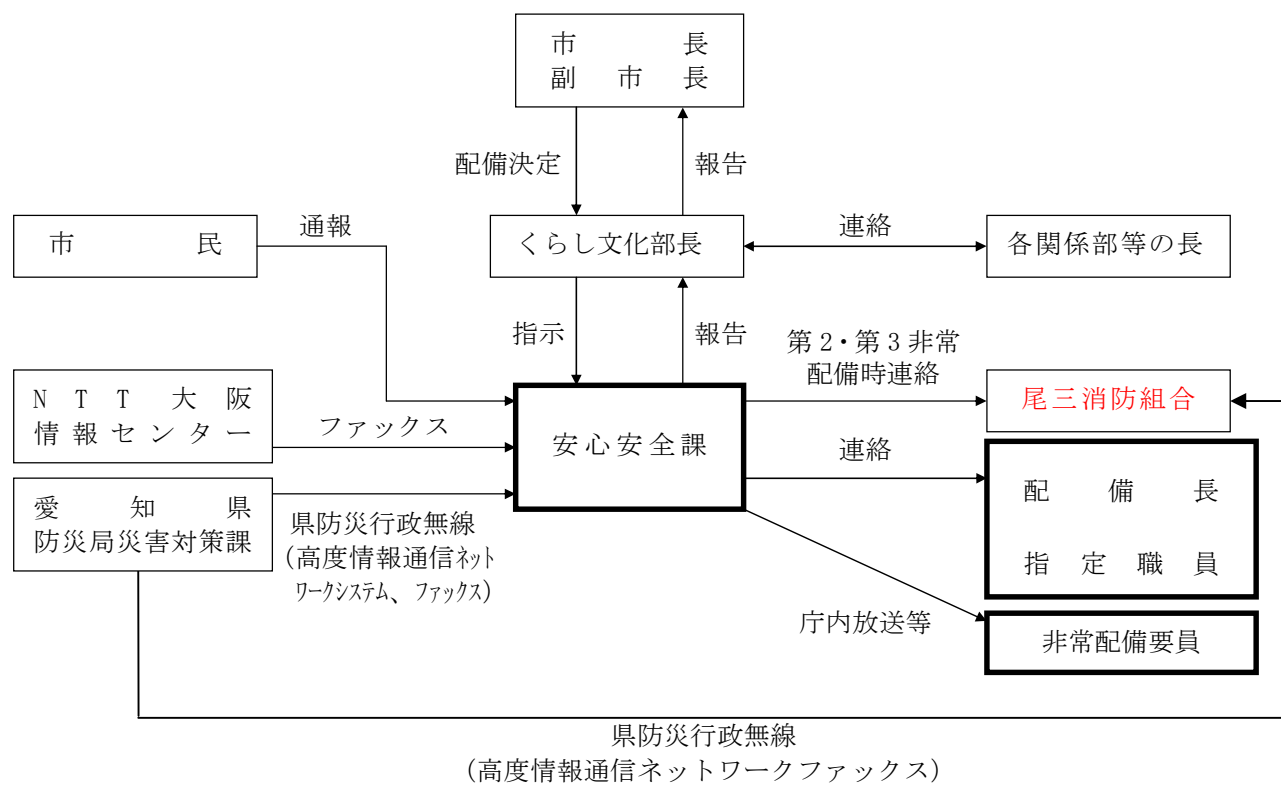 市長
副市長
配備決定
報告
市民
通報
くらし文化部長
連絡
各関係部等の長
指示
報告
第2・第3非常
配備時連絡
NTT大阪
情報センター
ファックス
安心安全課
尾三消防組合
連絡
愛知県
防災局災害対策課
県防災行政無線
(高度情報通信ネット
ワークシステム、ファックス)
配備長
指定職員
庁内放送等
非常配備要員
県防災行政無線
(高度情報通信ネットワークファックス)